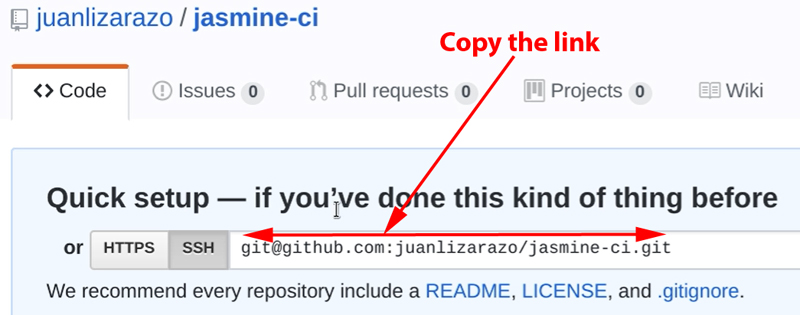 juanlizarazo / jasmine-ci
Copy the link
Code Issues 0 Pull requests 0 Projects 0 Wiki
Quick setup — if you've done this kind of thing before
or HTTPS SSH git@github.com:juanlizarazo/jasmine-ci.git
We recommend every repository include a README, LICENSE, and .gitignore.